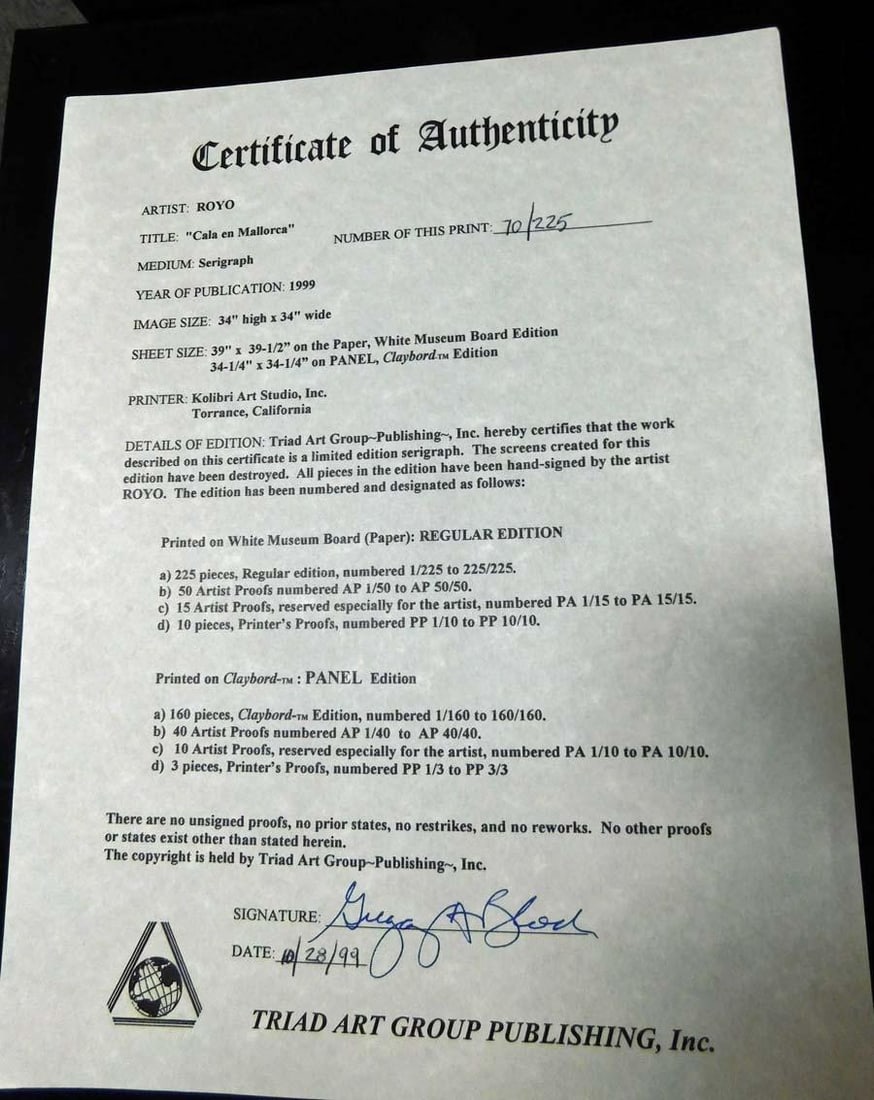 Certificate of Authenticity
ARTIST: ROYO
TITLE: "Cala en Mallorca"
NUMBER OF THIS PRINT: 70/225
MEDIUM: Serigraph
YEAR OF PUBLICATION: 1999
IMAGE SIZE: 34" high x 34" wide
SHEET SIZE: 39" x 39-1/2" on the Paper, White Museum Board Edition
34-1/4" x 34-1/4" on PANEL, Claybord™ Edition
PRINTER: Kolibri Art Studio, Inc.
Torrance, California
DETAILS OF EDITION: Triad Art Group~Publishing~, Inc. hereby certifies that the work
described on this certificate is a limited edition serigraph. The screens created for this
edition have been destroyed. All pieces in the edition have been hand-signed by the artist
ROYO. The edition has been numbered and designated as follows:
Printed on White Museum Board (Paper): REGULAR EDITION
a) 225 pieces, Regular edition, numbered 1/225 to 225/225.
b) 50 Artist Proofs numbered AP 1/50 to AP 50/50.
c) 15 Artist Proofs, reserved especially for the artist, numbered PA 1/15 to PA 15/15.
d) 10 pieces, Printer's Proofs, numbered PP 1/10 to PP 10/10.
Printed on Claybord-™ : PANEL Edition
a) 160 pieces, Claybord-™ Edition, numbered 1/160 to 160/160.
b) 40 Artist Proofs numbered AP 1/40 to AP 40/40.
c) 10 Artist Proofs, reserved especially for the artist, numbered PA 1/10 to PA 10/10.
d) 3 pieces, Printer's Proofs, numbered PP 1/3 to PP 3/3
There are no unsigned proofs, no prior states, no restrikes, and no reworks. No other proofs
or states exist other than stated herein.
The copyright is held by Triad Art Group~Publishing~, Inc.
SIGNATURE:
DATE: 10/28/99
TRIAD ART GROUP PUBLISHING, Inc.